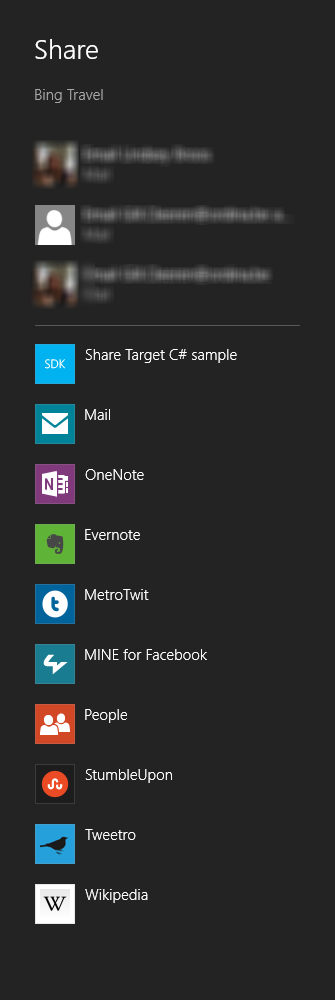 Share
Bing Travel
SDK
Share Target C# sample
Mail
N
OneNote
Evernote
t
MetroTwit
MINE for Facebook
People
StumbleUpon
Tweetro
W
Wikipedia